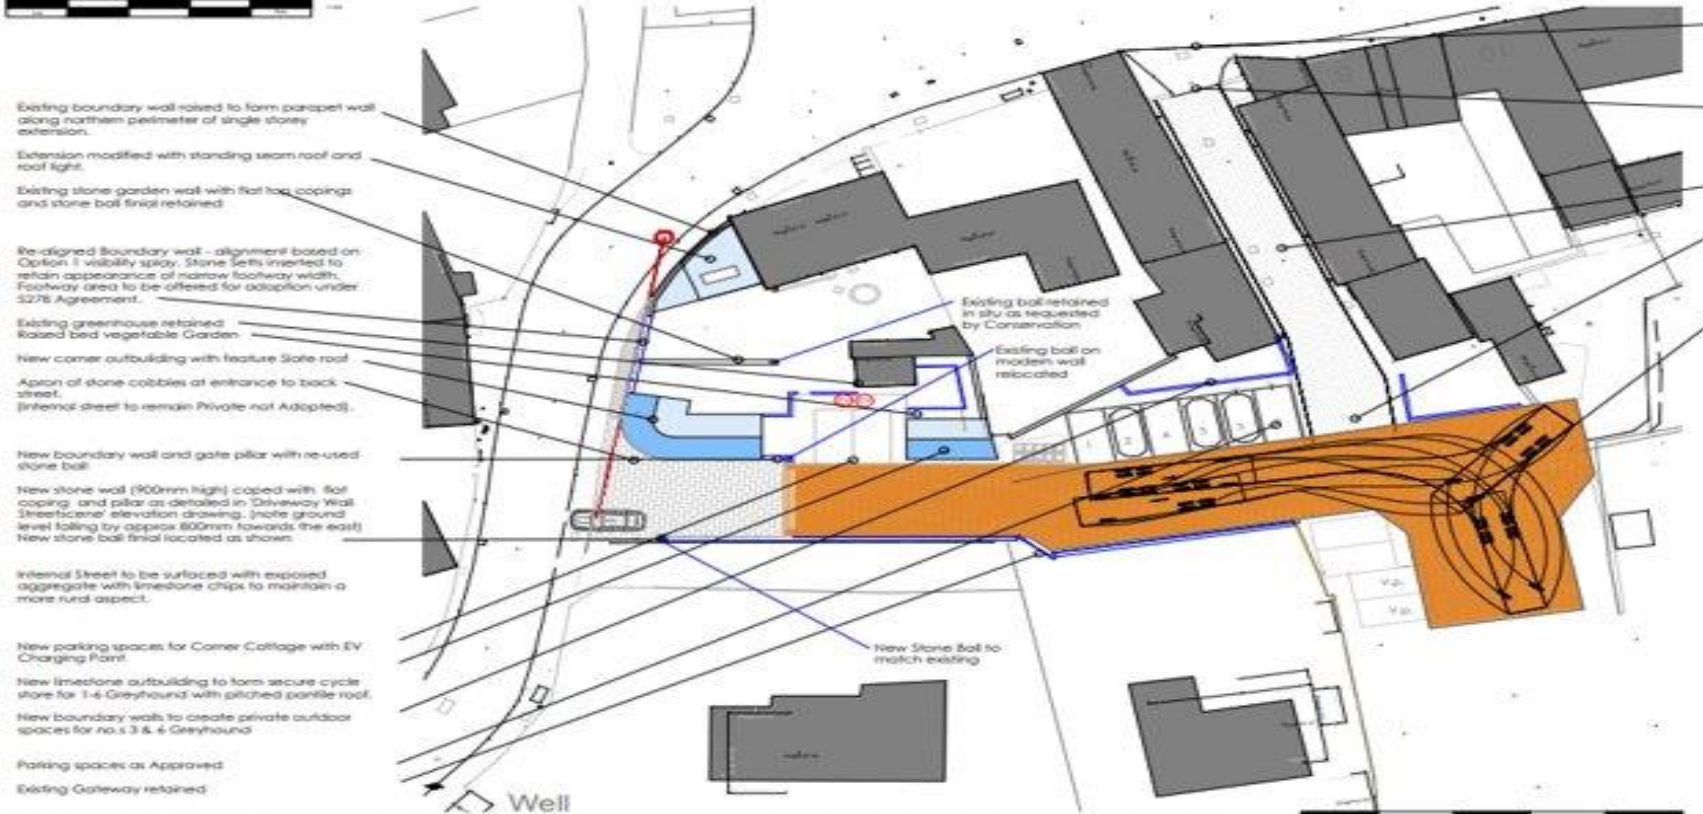 Existing boundary wall raised to form parapet wall
along northern perimeter of single storey
extension.
Extension modified with standing seam roof and
roof light.
Existing stone garden wall with flat top copings
and stone ball finial retained
Re-aligned Boundary wall - alignment based on
Option 1 visibility splay. Stone Setts inserted to
retain appearance of narrow footway width.
Footway area to be offered for adoption under
S278 Agreement.
Existing greenhouse retained
Raised bed vegetable Garden
New corner outbuilding with feature Slate roof
Apron of stone cobbles at entrance to back
street.
(Internal street to remain Private not Adopted).
New boundary wall and gate pillar with re-used
stone ball
New stone wall (900mm high) coped with flat
coping and pillar as detailed in 'Driveway Wall
Streetscene' elevation drawing. (note ground
level falling by approx 800mm towards the east)
New stone ball finial located as shown
Internal Street to be surfaced with exposed
aggregate with limestone chips to maintain a
more rural aspect.
New parking spaces for Corner Cottage with EV
Charging Point
New limestone outbuilding to form secure cycle
store for 1-6 Greyhound with pitched pantile roof.
New boundary walls to create private outdoor
spaces for no.s 3 & 6 Greyhound
Parking spaces as Approved
Existing Gateway retained
Existing ball retained
in situ as requested
by Conservation
Existing ball on
modern wall
relocated
New Stone Ball to
match existing
Well